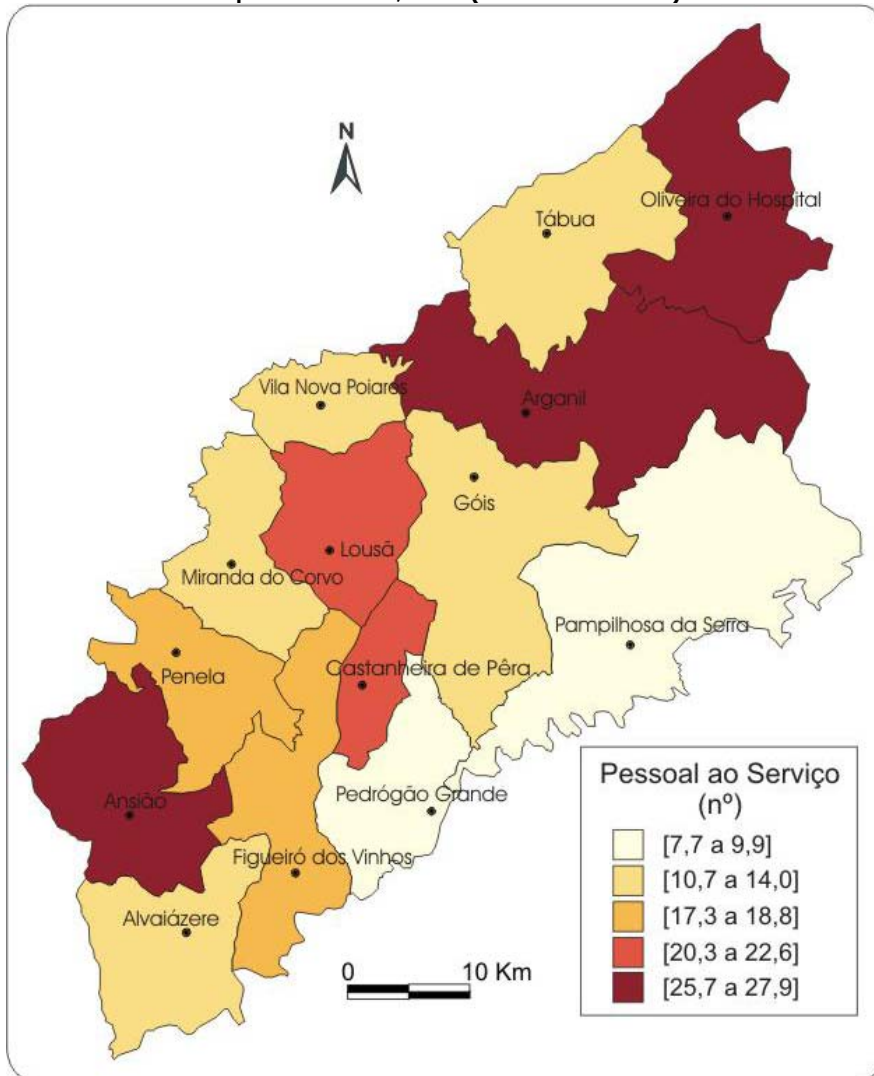 N
Oliveira do Hospital
Tábua
Vila Nova Poiares
Arganil
Góis
Lousã
Miranda do Corvo
Pampilhosa da Serra
Penela
Castanheira de Pêra
Pedrógão Grande
Ansião
Figueiró dos Vinhos
Alvaiázere
0 10 Km
Pessoal ao Serviço
(nº)
[7,7 a 9,9]
[10,7 a 14,0]
[17,3 a 18,8]
[20,3 a 22,6]
[25,7 a 27,9]